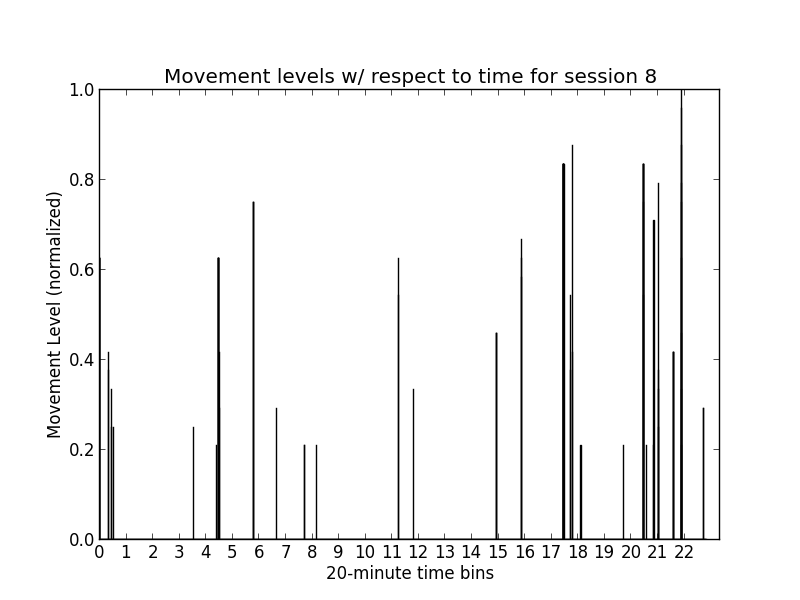 Movement levels w/ respect to time for session 8
1.0
0.8
0.6
0.4
0.2
0.0
Movement Level (normalized)
0 1 2 3 4 5 6 7 8 9 10 11 12 13 14 15 16 17 18 19 20 21 22
20-minute time bins